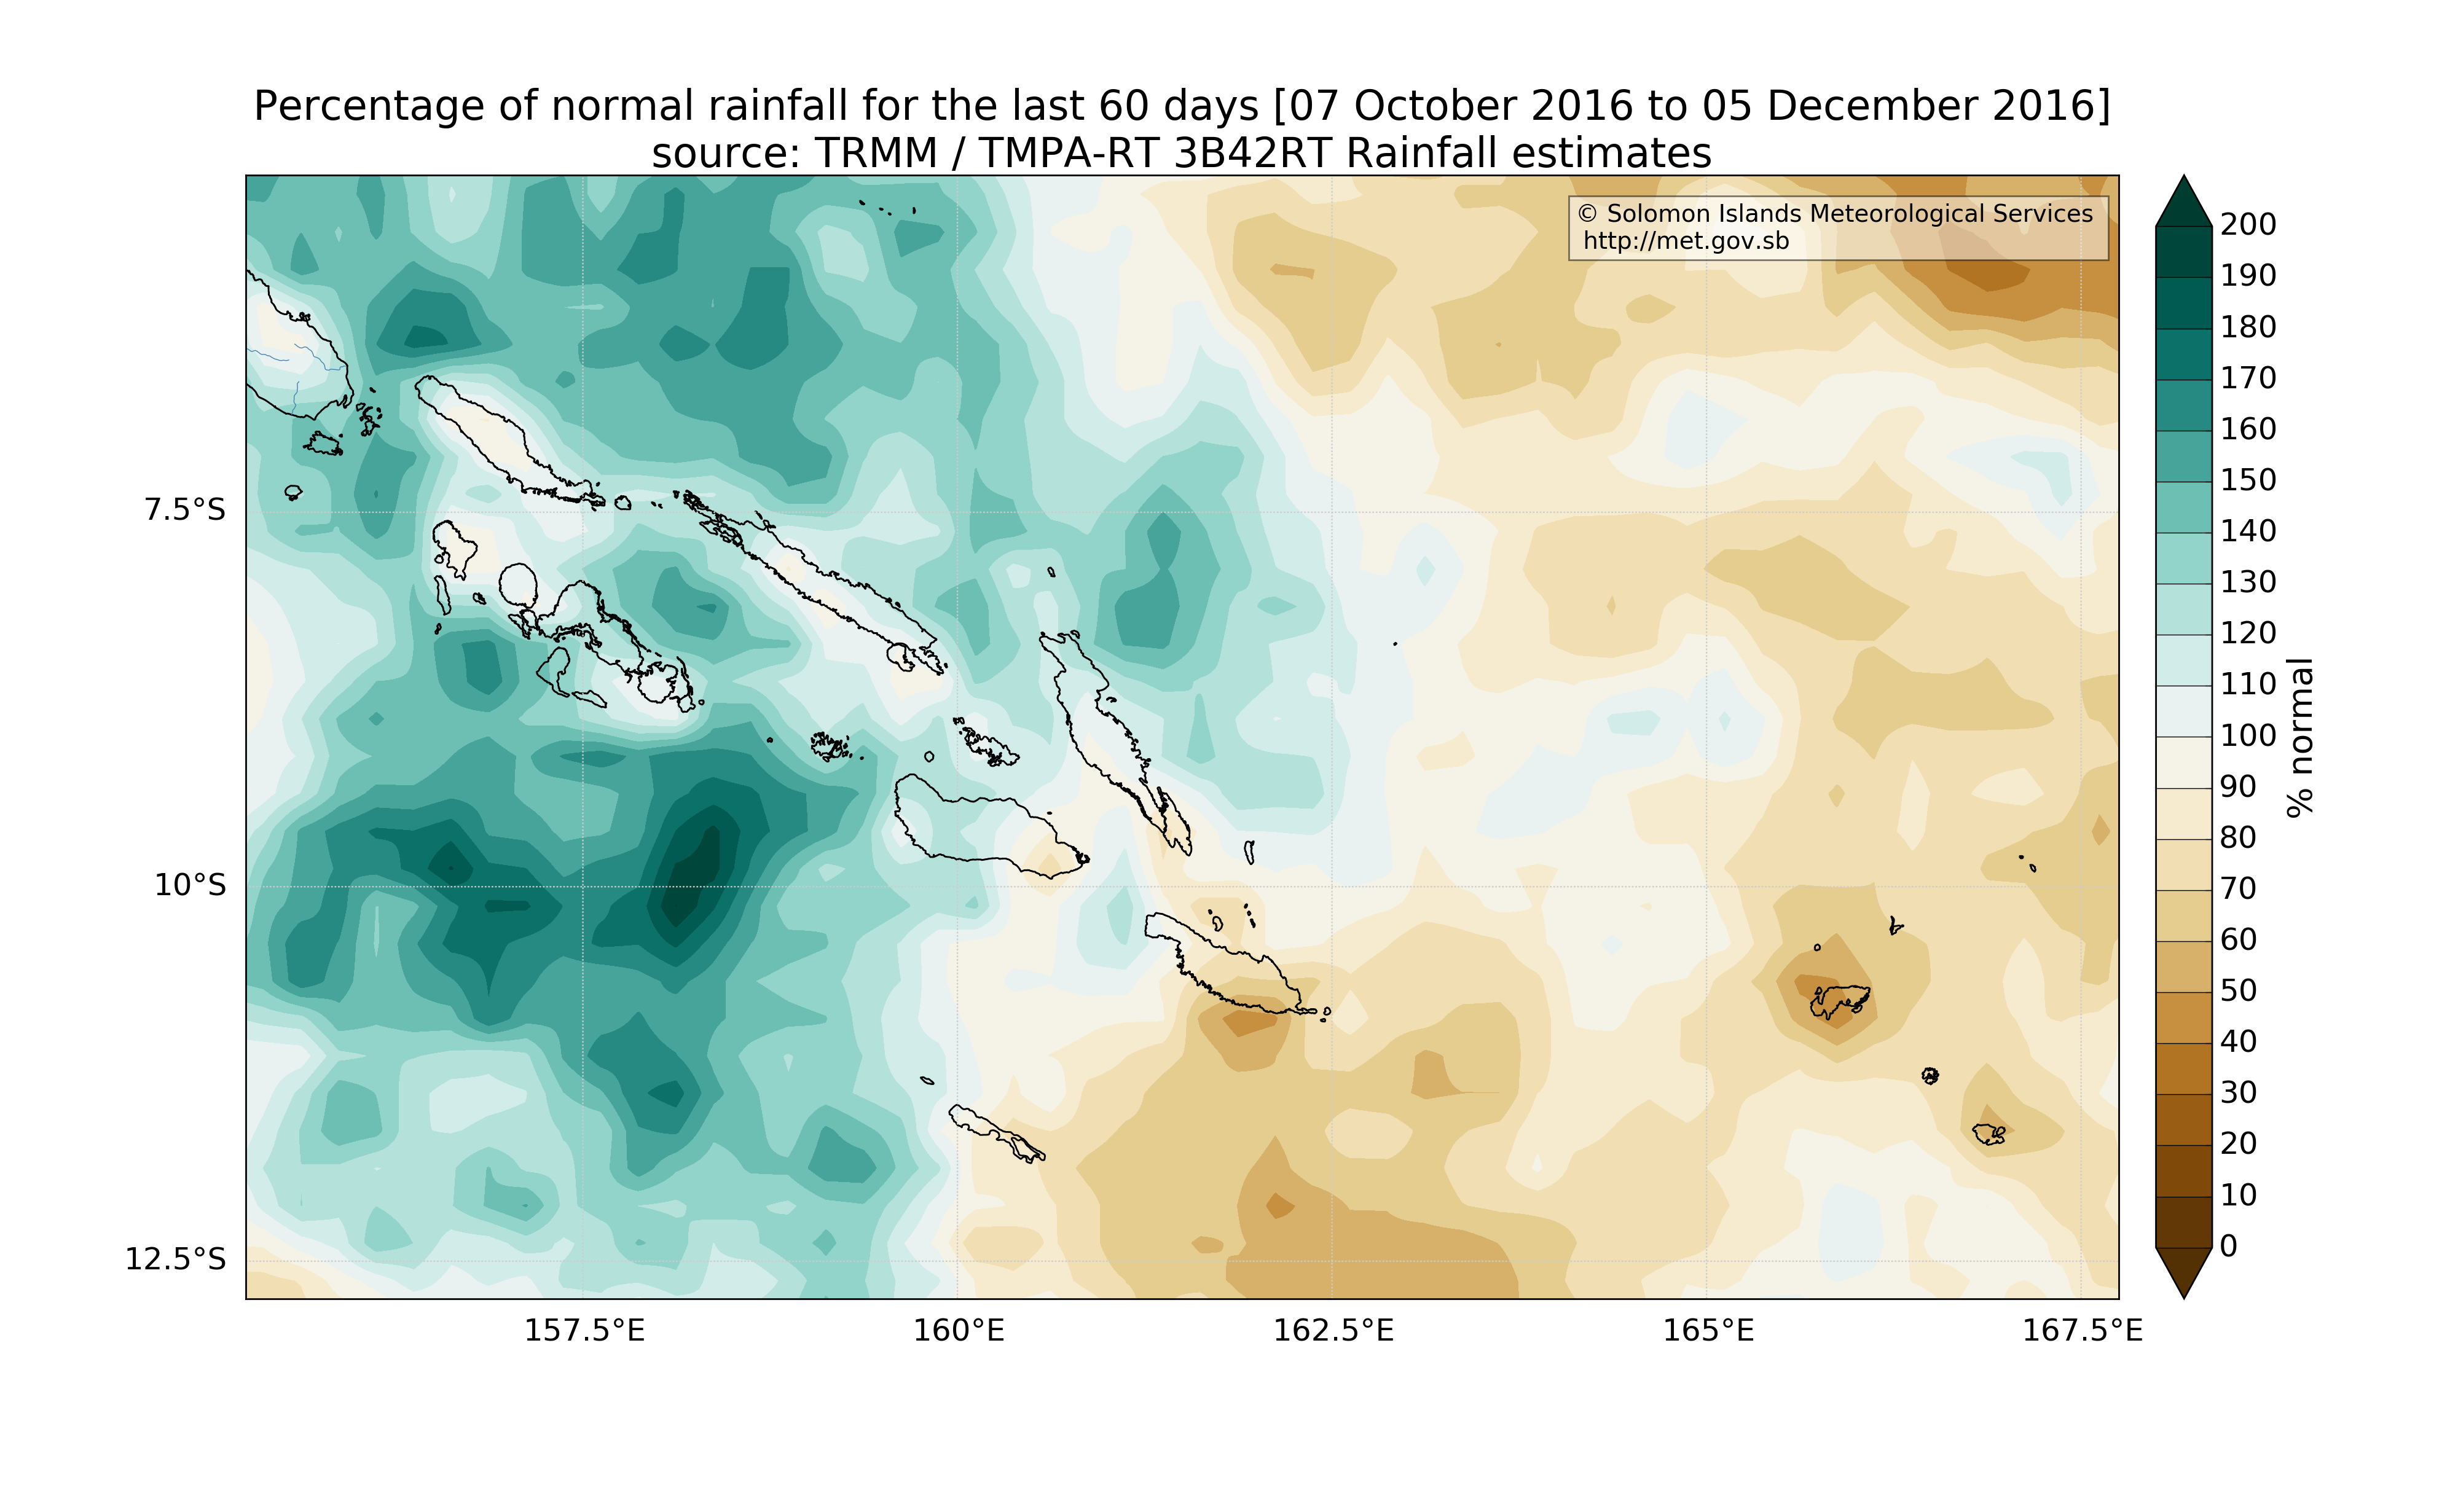 Percentage of normal rainfall for the last 60 days [07 October 2016 to 05 December 2016]
source: TRMM / TMPA-RT 3B42RT Rainfall estimates
© Solomon Islands Meteorological Services
http://met.gov.sb
7.5°S
10°S
12.5°S
157.5°E
160°E
162.5°E
165°E
167.5°E
200
190
180
170
160
150
140
130
120
110
100
90
80
70
60
50
40
30
20
10
0
% normal